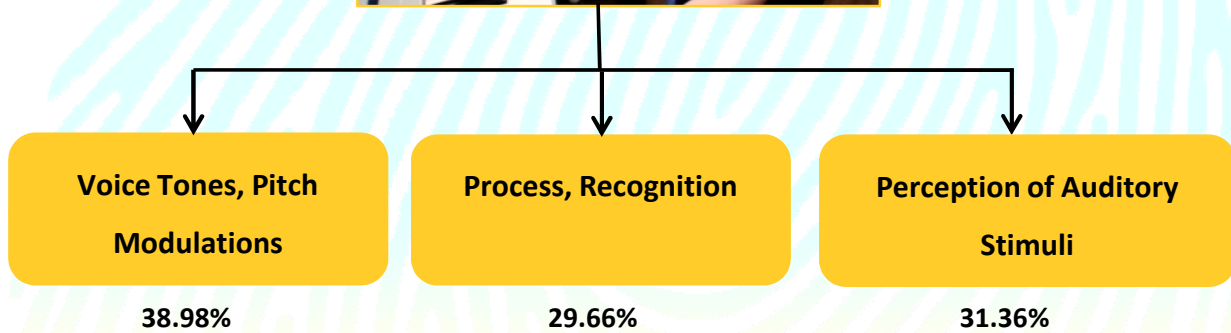 Voice Tones, Pitch
Modulations
Process, Recognition
Perception of Auditory
Stimuli
38.98%
29.66%
31.36%